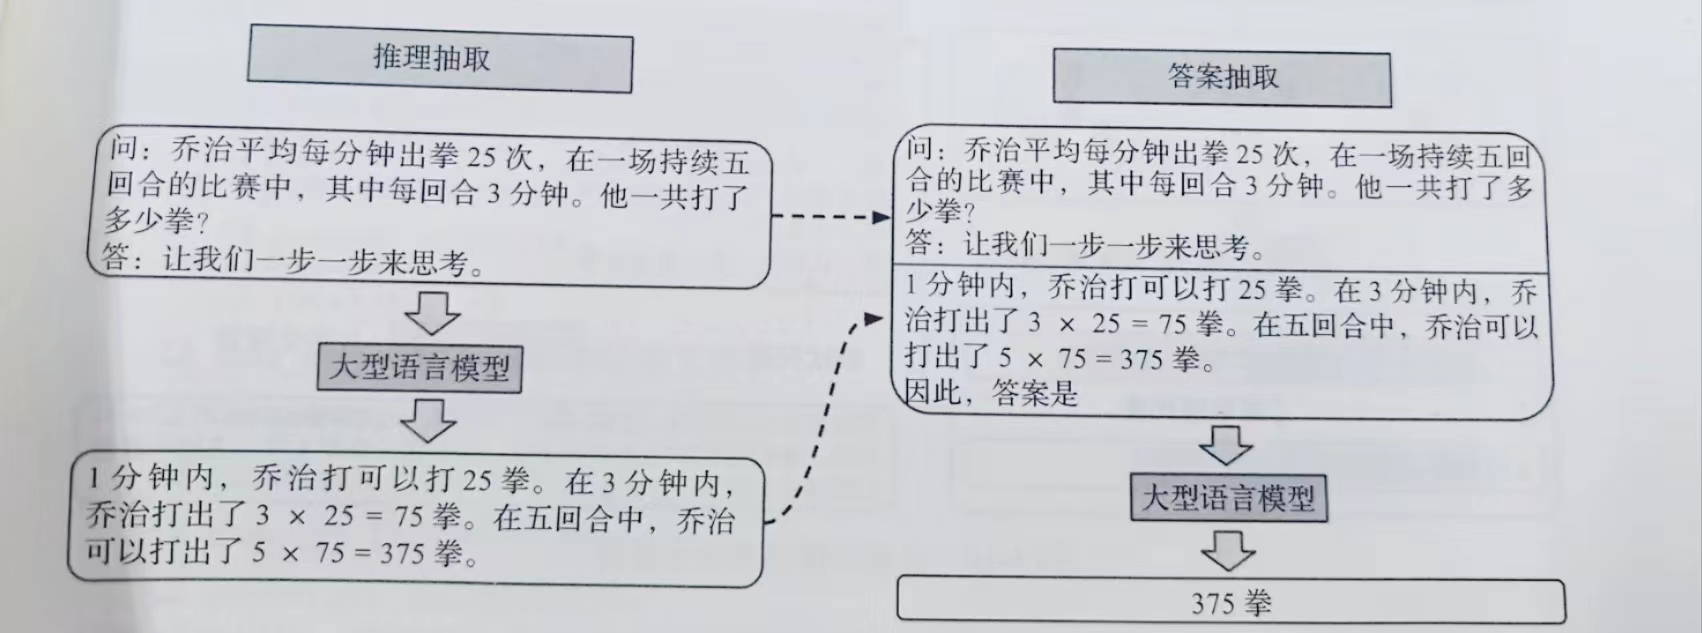 推理抽取
问：乔治平均每分钟出拳 25 次，在一场持续五
回合的比赛中，其中每回合 3 分钟。他一共打了
多少拳？
答：让我们一步一步来思考。
大型语言模型
1 分钟内，乔治打可以打 25 拳。在 3 分钟内，
乔治打出了 3 × 25 = 75 拳。在五回合中，乔治
可以打出了 5 × 75 = 375 拳。
答案抽取
问：乔治平均每分钟出拳 25 次，在一场持续五回
合的比赛中，其中每回合 3 分钟。他一共打了多
少拳？
答：让我们一步一步来思考。
1 分钟内，乔治打可以打 25 拳。在 3 分钟内，乔
治打出了 3 × 25 = 75 拳。在五回合中，乔治可以
打出了 5 × 75 = 375 拳。
因此，答案是
大型语言模型
375 拳